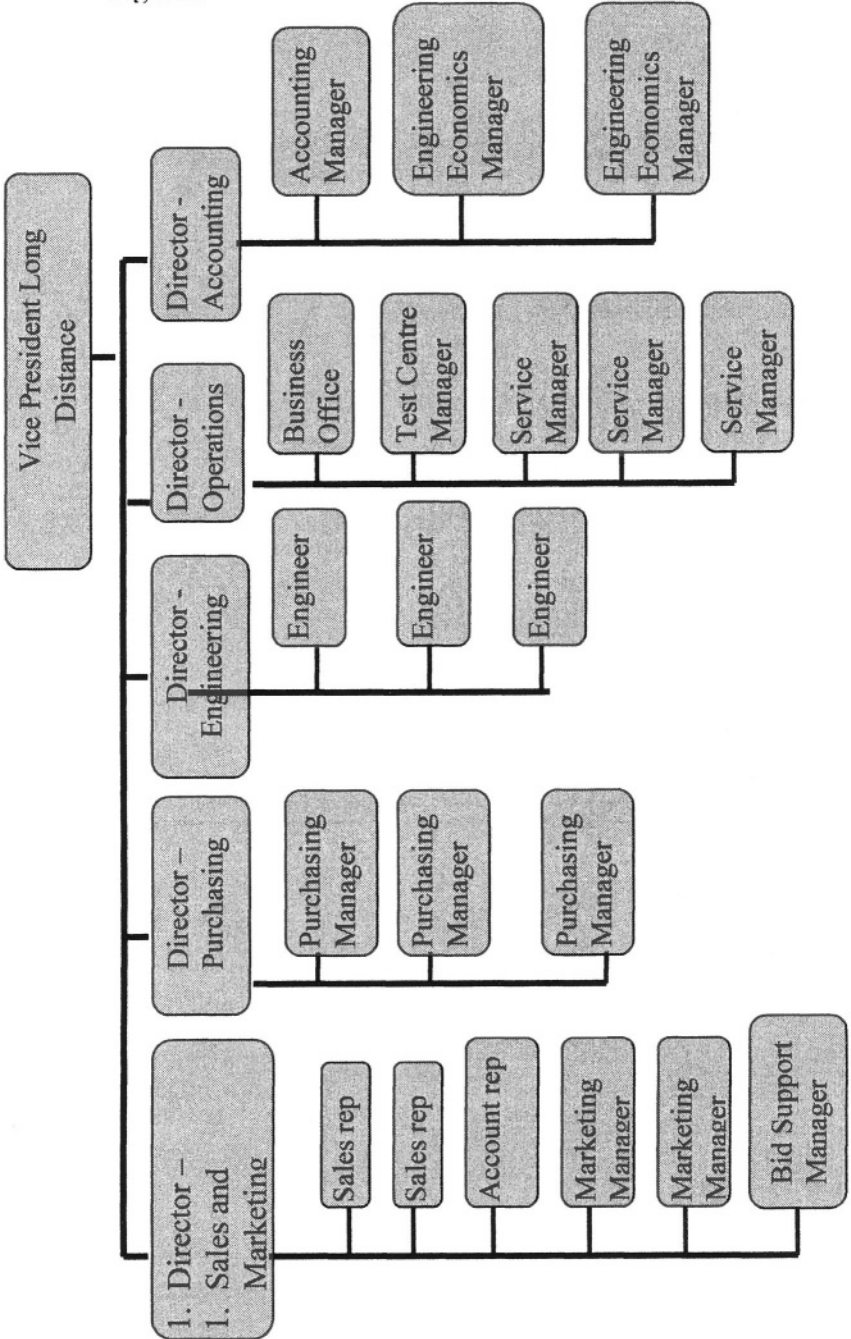 Vice President Long
Distance
1. Director –
1. Sales and
Marketing
Sales rep
Sales rep
Account rep
Marketing
Manager
Marketing
Manager
Bid Support
Manager
Director –
Purchasing
Purchasing
Manager
Purchasing
Manager
Purchasing
Manager
Director -
Engineering
Engineer
Engineer
Engineer
Director -
Operations
Business
Office
Test Centre
Manager
Service
Manager
Service
Manager
Service
Manager
Director -
Accounting
Accounting
Manager
Engineering
Economics
Manager
Engineering
Economics
Manager